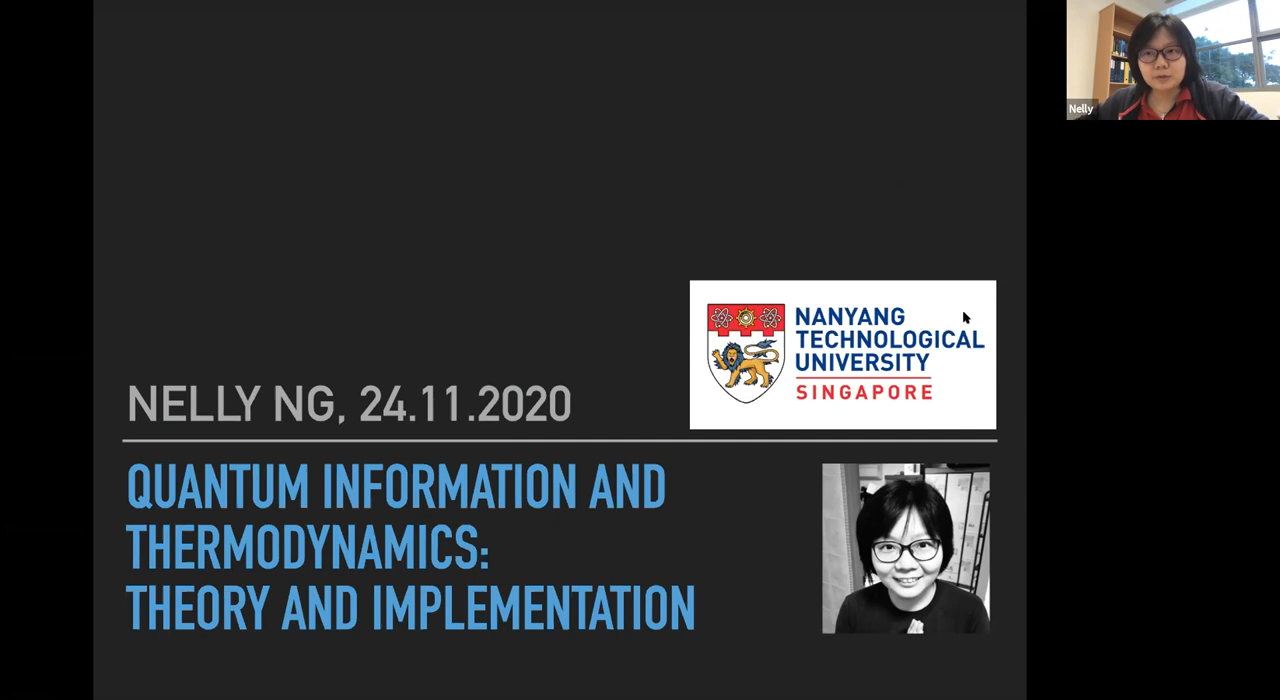 Nelly
NANYANG
TECHNOLOGICAL
UNIVERSITY
SINGAPORE
NELLY NG, 24.11.2020
QUANTUM INFORMATION AND
THERMODYNAMICS:
THEORY AND IMPLEMENTATION